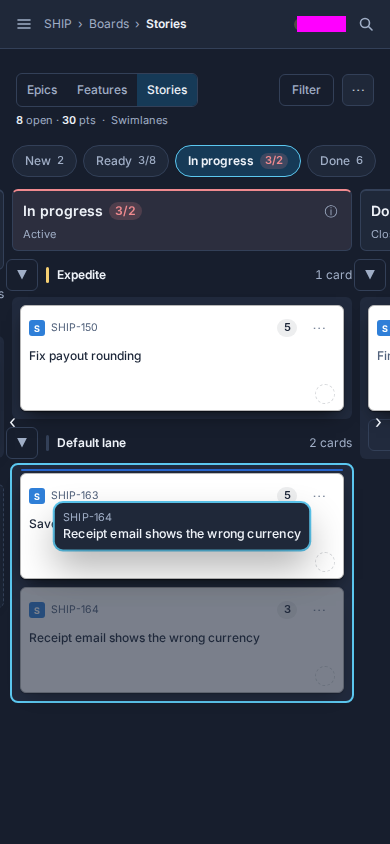 SHIP › Boards › Stories
Epics Features Stories Filter ...
8 open · 30 pts · Swimlanes
New 2 Ready 3/8 In progress 3/2 Done 6
In progress 3/2 Do
Active Clo
Expedite 1 card
S SHIP-150 5 ... S
Fix payout rounding Fir
Default lane 2 cards
S SHIP-163 5 ...
SHIP-164
Save
Receipt email shows the wrong currency
S SHIP-164 3 ...
Receipt email shows the wrong currency